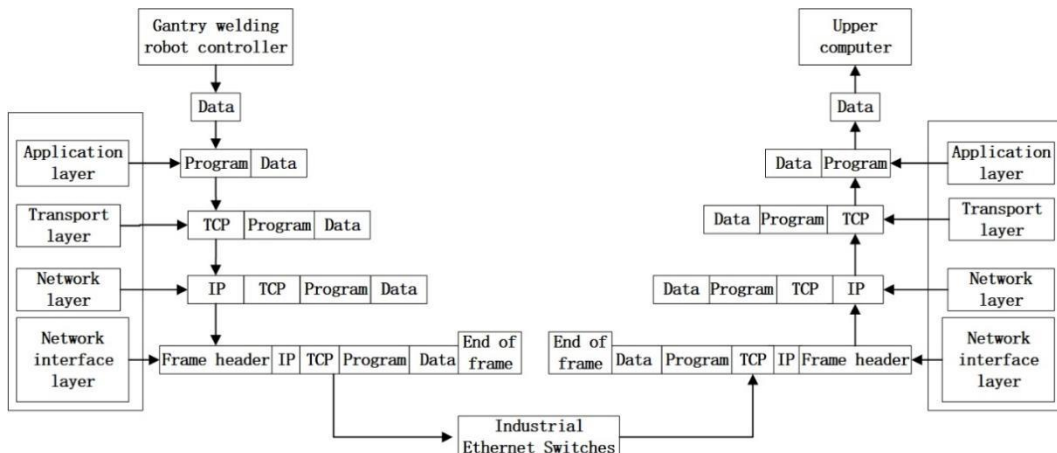 Gantry welding
robot controller
Data
Application
layer
Program Data
Transport
layer
TCP Program Data
Network
layer
IP TCP Program Data
Network
interface
layer
Frame header IP TCP Program Data End of
frame
Industrial
Ethernet Switches
Upper
computer
Data
Data Program
Application
layer
Data Program TCP
Transport
layer
Data Program TCP IP
Network
layer
End of
frame Data Program TCP IP Frame header
Network
interface
layer